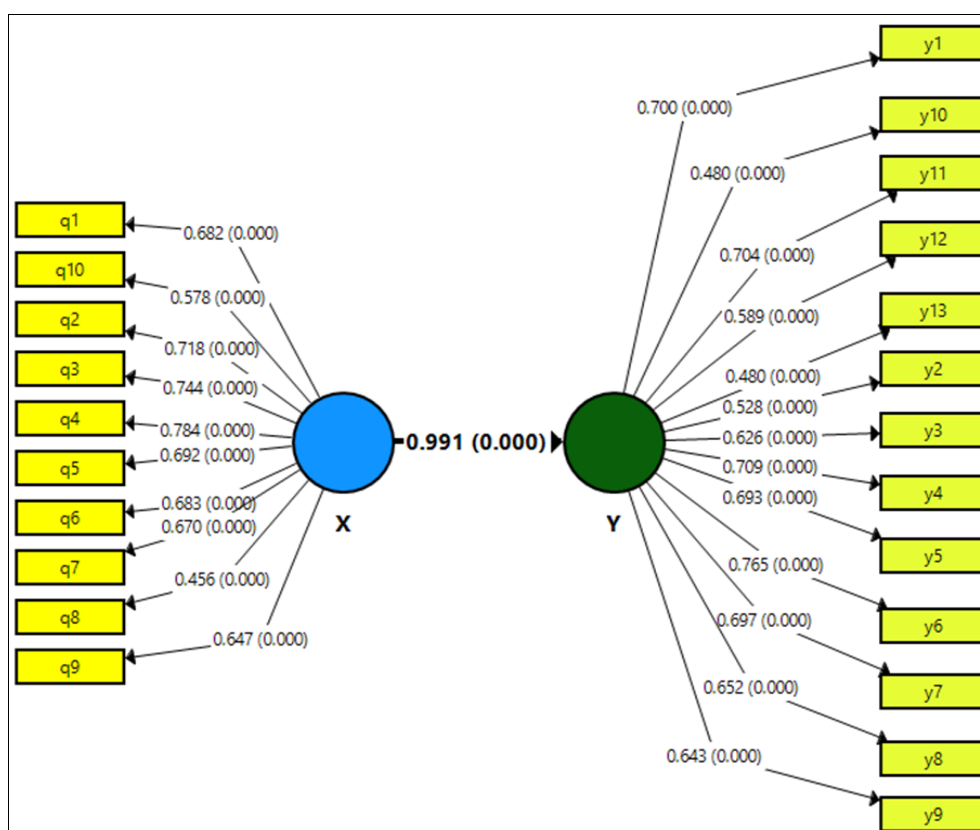 q1
q10
q2
q3
q4
q5
q6
q7
q8
q9
0.682 (0.000)
0.578 (0.000)
0.718 (0.000)
0.744 (0.000)
0.784 (0.000)
0.692 (0.000)
0.683 (0.000)
0.670 (0.000)
0.456 (0.000)
0.647 (0.000)
X
0.991 (0.000)
Y
0.700 (0.000)
0.480 (0.000)
0.704 (0.000)
0.589 (0.000)
0.480 (0.000)
0.528 (0.000)
0.626 (0.000)
0.709 (0.000)
0.693 (0.000)
0.765 (0.000)
0.697 (0.000)
0.652 (0.000)
0.643 (0.000)
y1
y10
y11
y12
y13
y2
y3
y4
y5
y6
y7
y8
y9